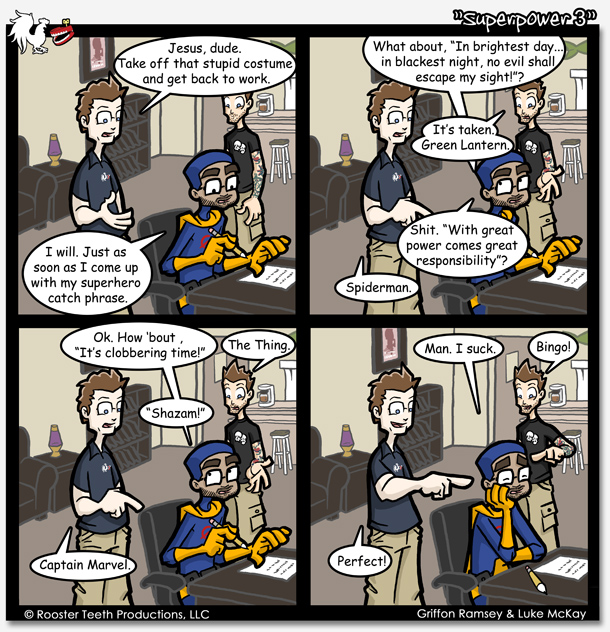 "Superpower 3"
Jesus, dude.
Take off that stupid costume
and get back to work.
I will. Just as
soon as I come up
with my superhero
catch phrase.
What about, "In brightest day...
in blackest night, no evil shall
escape my sight!"?
It's taken.
Green Lantern.
Shit. "With great
power comes great
responsibility"?
Spiderman.
Ok. How 'bout ,
"It's clobbering time!"
The Thing.
"Shazam!"
Captain Marvel.
Man. I suck.
Bingo!
Perfect!
© Rooster Teeth Productions, LLC
Griffon Ramsey & Luke McKay